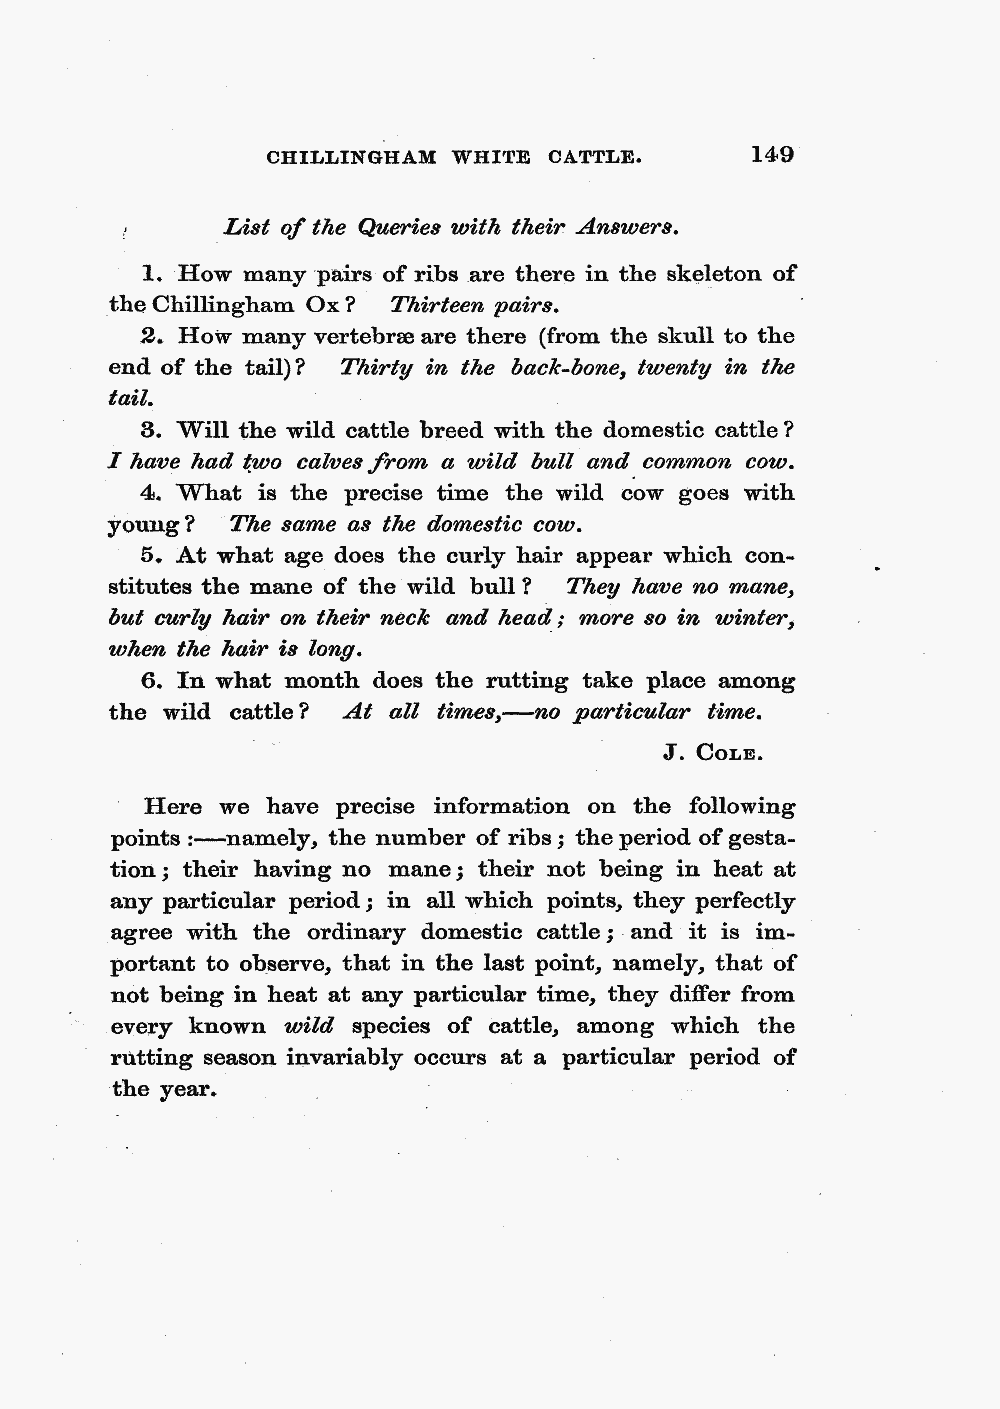 CHILLINGHAM WHITE CATTLE. 149
List of the Queries with their Answers.
1. How many pairs of ribs are there in the skeleton of
the Chillingham Ox? Thirteen pairs.
2. How many vertebræ are there (from the skull to the
end of the tail)? Thirty in the back-bone, twenty in the
tail.
3. Will the wild cattle breed with the domestic cattle?
I have had two calves from a wild bull and common cow.
4. What is the precise time the wild cow goes with
young? The same as the domestic cow.
5. At what age does the curly hair appear which con-
stitutes the mane of the wild bull? They have no mane,
but curly hair on their neck and head; more so in winter,
when the hair is long.
6. In what month does the rutting take place among
the wild cattle? At all times,—no particular time.
J. COLE.
Here we have precise information on the following
points:—namely, the number of ribs; the period of gesta-
tion; their having no mane; their not being in heat at
any particular period; in all which points, they perfectly
agree with the ordinary domestic cattle; and it is im-
portant to observe, that in the last point, namely, that of
not being in heat at any particular time, they differ from
every known wild species of cattle, among which the
rutting season invariably occurs at a particular period of
the year.